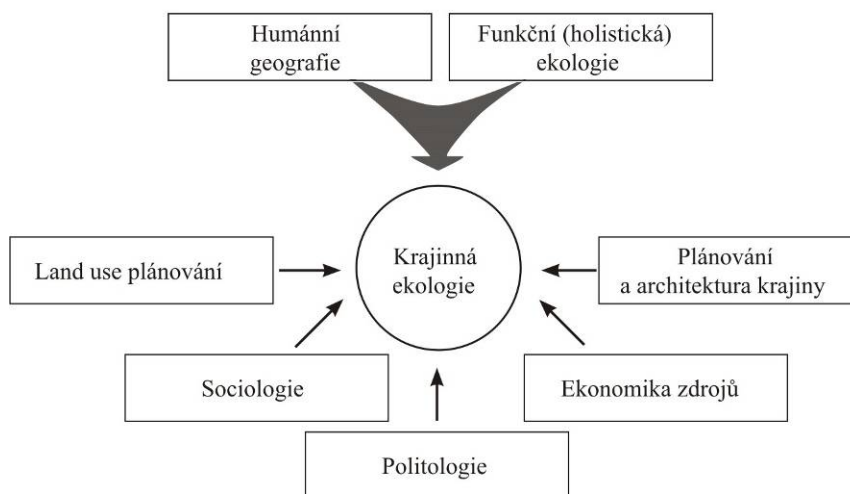 Humánní
geografie
Funkční (holistická)
ekologie
Land use plánování
Krajinná
ekologie
Plánování
a architektura krajiny
Sociologie
Ekonomika zdrojů
Politologie